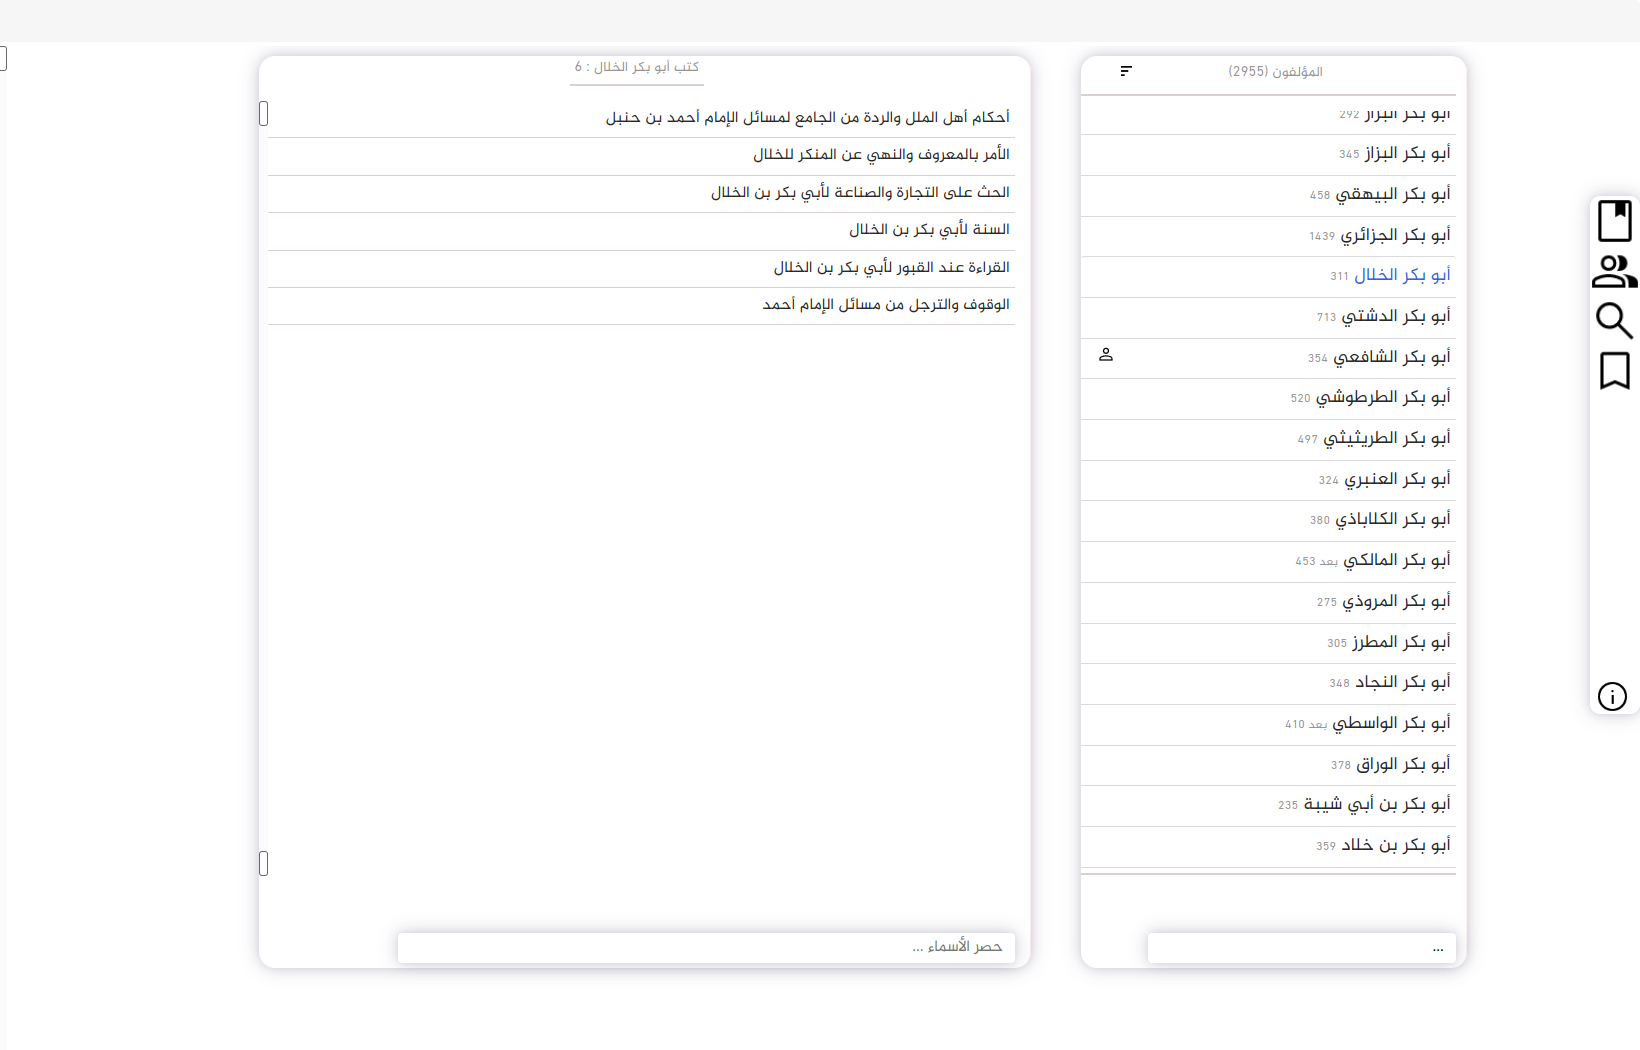 المؤلفون (2955)
أبو بكر البزار 292
أبو بكر البزاز 345
أبو بكر البيهقي 458
أبو بكر الجزائري 1439
أبو بكر الخلال 311
أبو بكر الدشتي 713
أبو بكر الشافعي 354
أبو بكر الطرطوشي 520
أبو بكر الطريثيثي 497
أبو بكر العنبري 324
أبو بكر الكلاباذي 380
أبو بكر المالكي بعد 453
أبو بكر المروذي 275
أبو بكر المطرز 305
أبو بكر النجاد 348
أبو بكر الواسطي بعد 410
أبو بكر الوراق 378
أبو بكر بن أبي شيبة 235
أبو بكر بن خلاد 359
...
كتب أبو بكر الخلال : 6
أحكام أهل الملل والردة من الجامع لمسائل الإمام أحمد بن حنبل
الأمر بالمعروف والنهي عن المنكر للخلال
الحث على التجارة والصناعة لأبي بكر بن الخلال
السنة لأبي بكر بن الخلال
القراءة عند القبور لأبي بكر بن الخلال
الوقوف والترجل من مسائل الإمام أحمد
حصر الأسماء ...